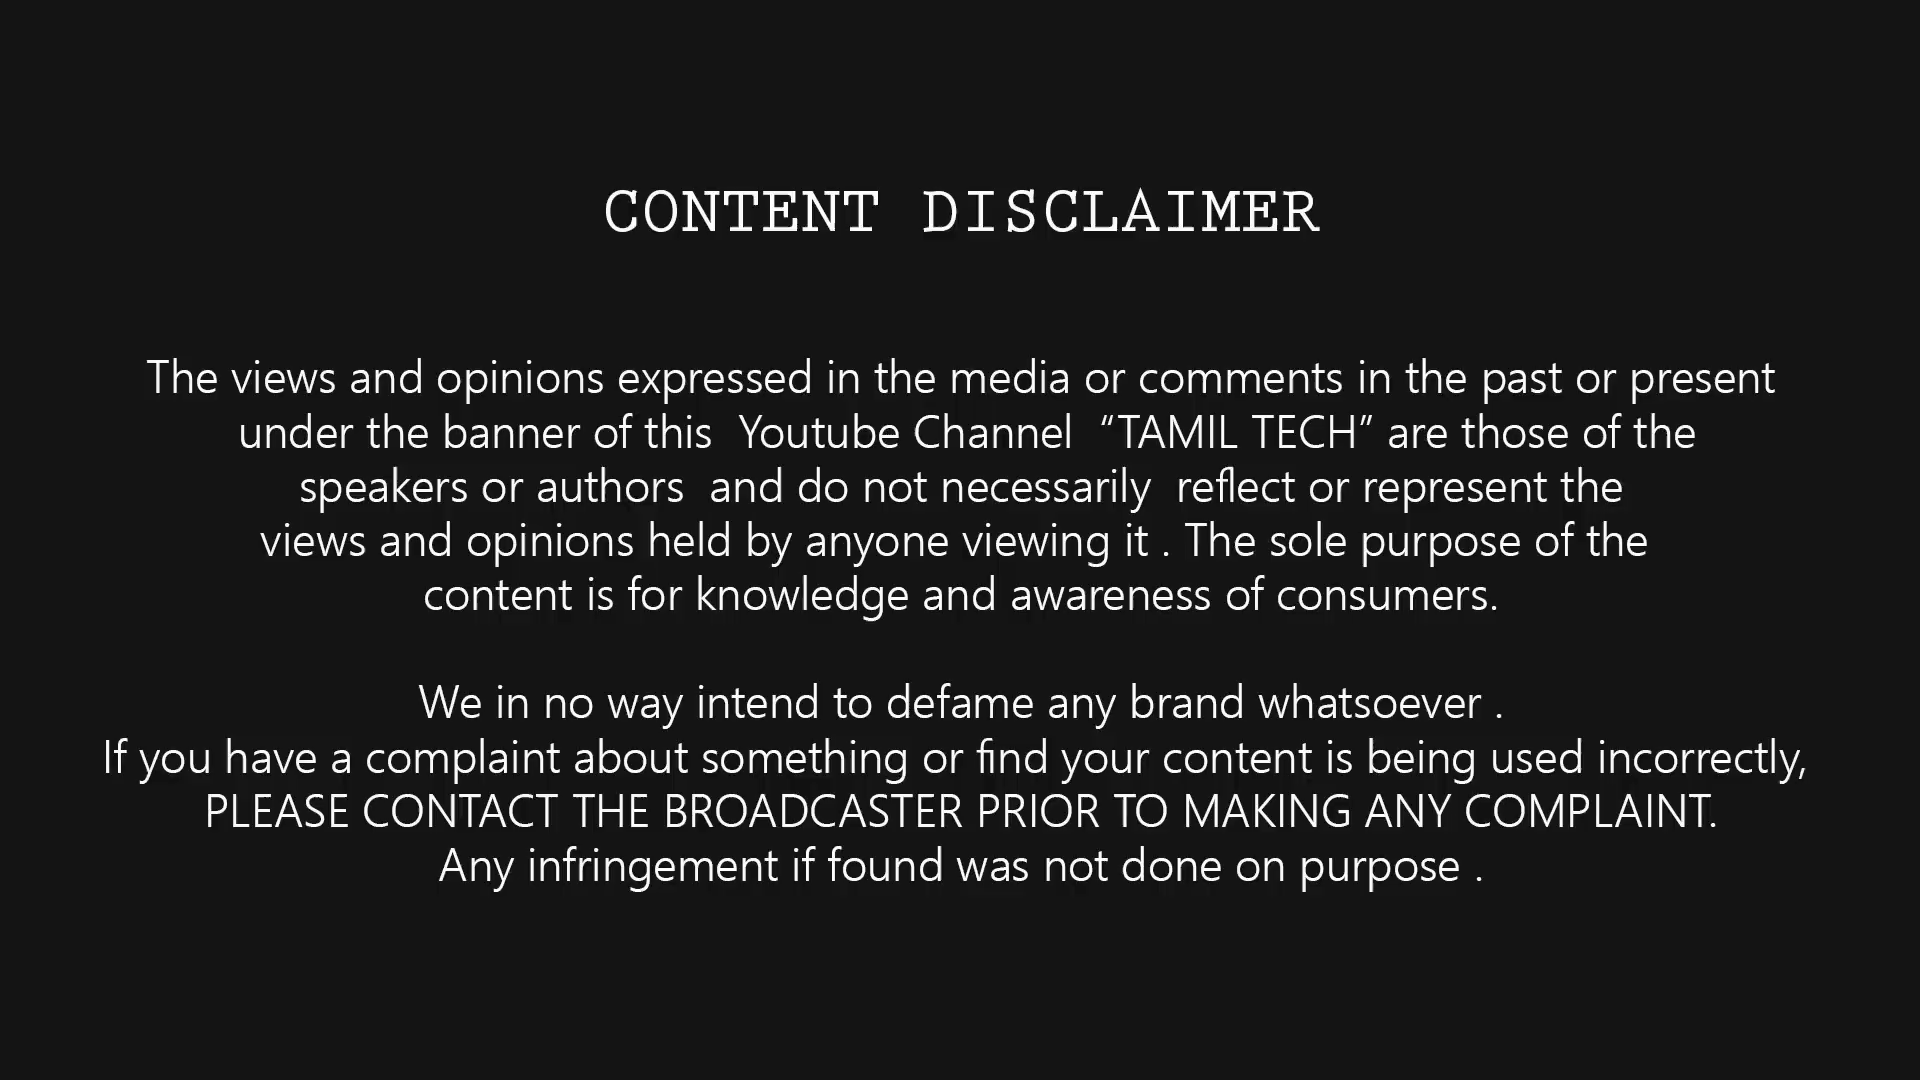 CONTENT DISCLAIMER
The views and opinions expressed in the media or comments in the past or present
under the banner of this  Youtube Channel  “TAMIL TECH” are those of the
speakers or authors  and do not necessarily  reflect or represent the
views and opinions held by anyone viewing it . The sole purpose of the
content is for knowledge and awareness of consumers.
We in no way intend to defame any brand whatsoever .
If you have a complaint about something or find your content is being used incorrectly,
PLEASE CONTACT THE BROADCASTER PRIOR TO MAKING ANY COMPLAINT.
Any infringement if found was not done on purpose .